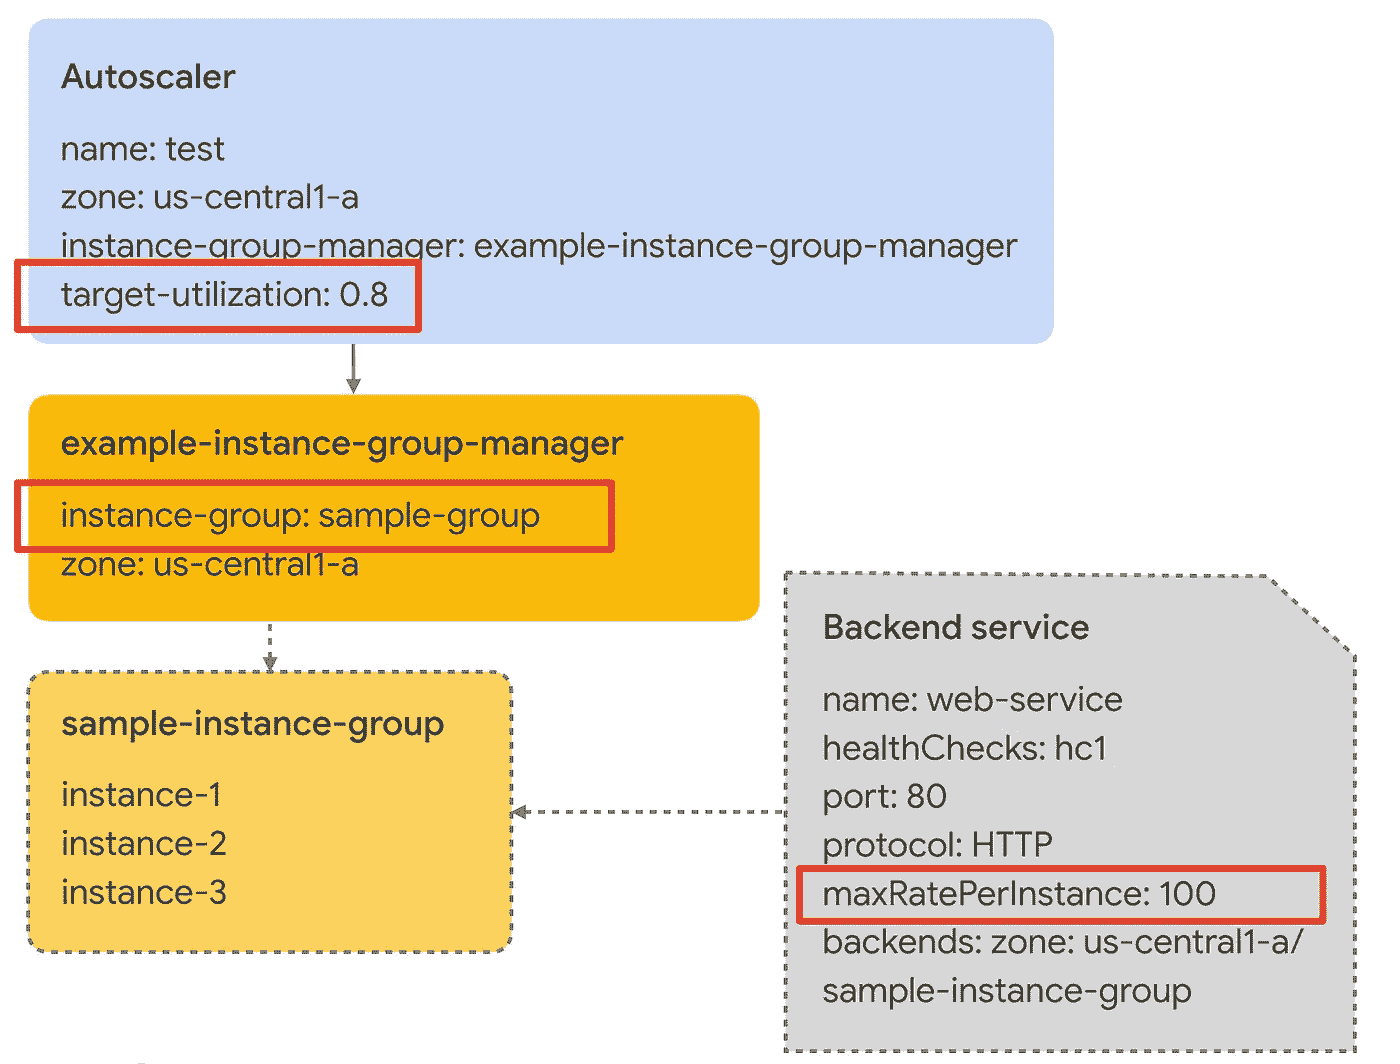 Autoscaler
name: test
zone: us-central1-a
instance-group-manager: example-instance-group-manager
target-utilization: 0.8
example-instance-group-manager
instance-group: sample-group
zone: us-central1-a
sample-instance-group
instance-1
instance-2
instance-3
Backend service
name: web-service
healthChecks: hc1
port: 80
protocol: HTTP
maxRatePerInstance: 100
backends: zone: us-central1-a/
sample-instance-group